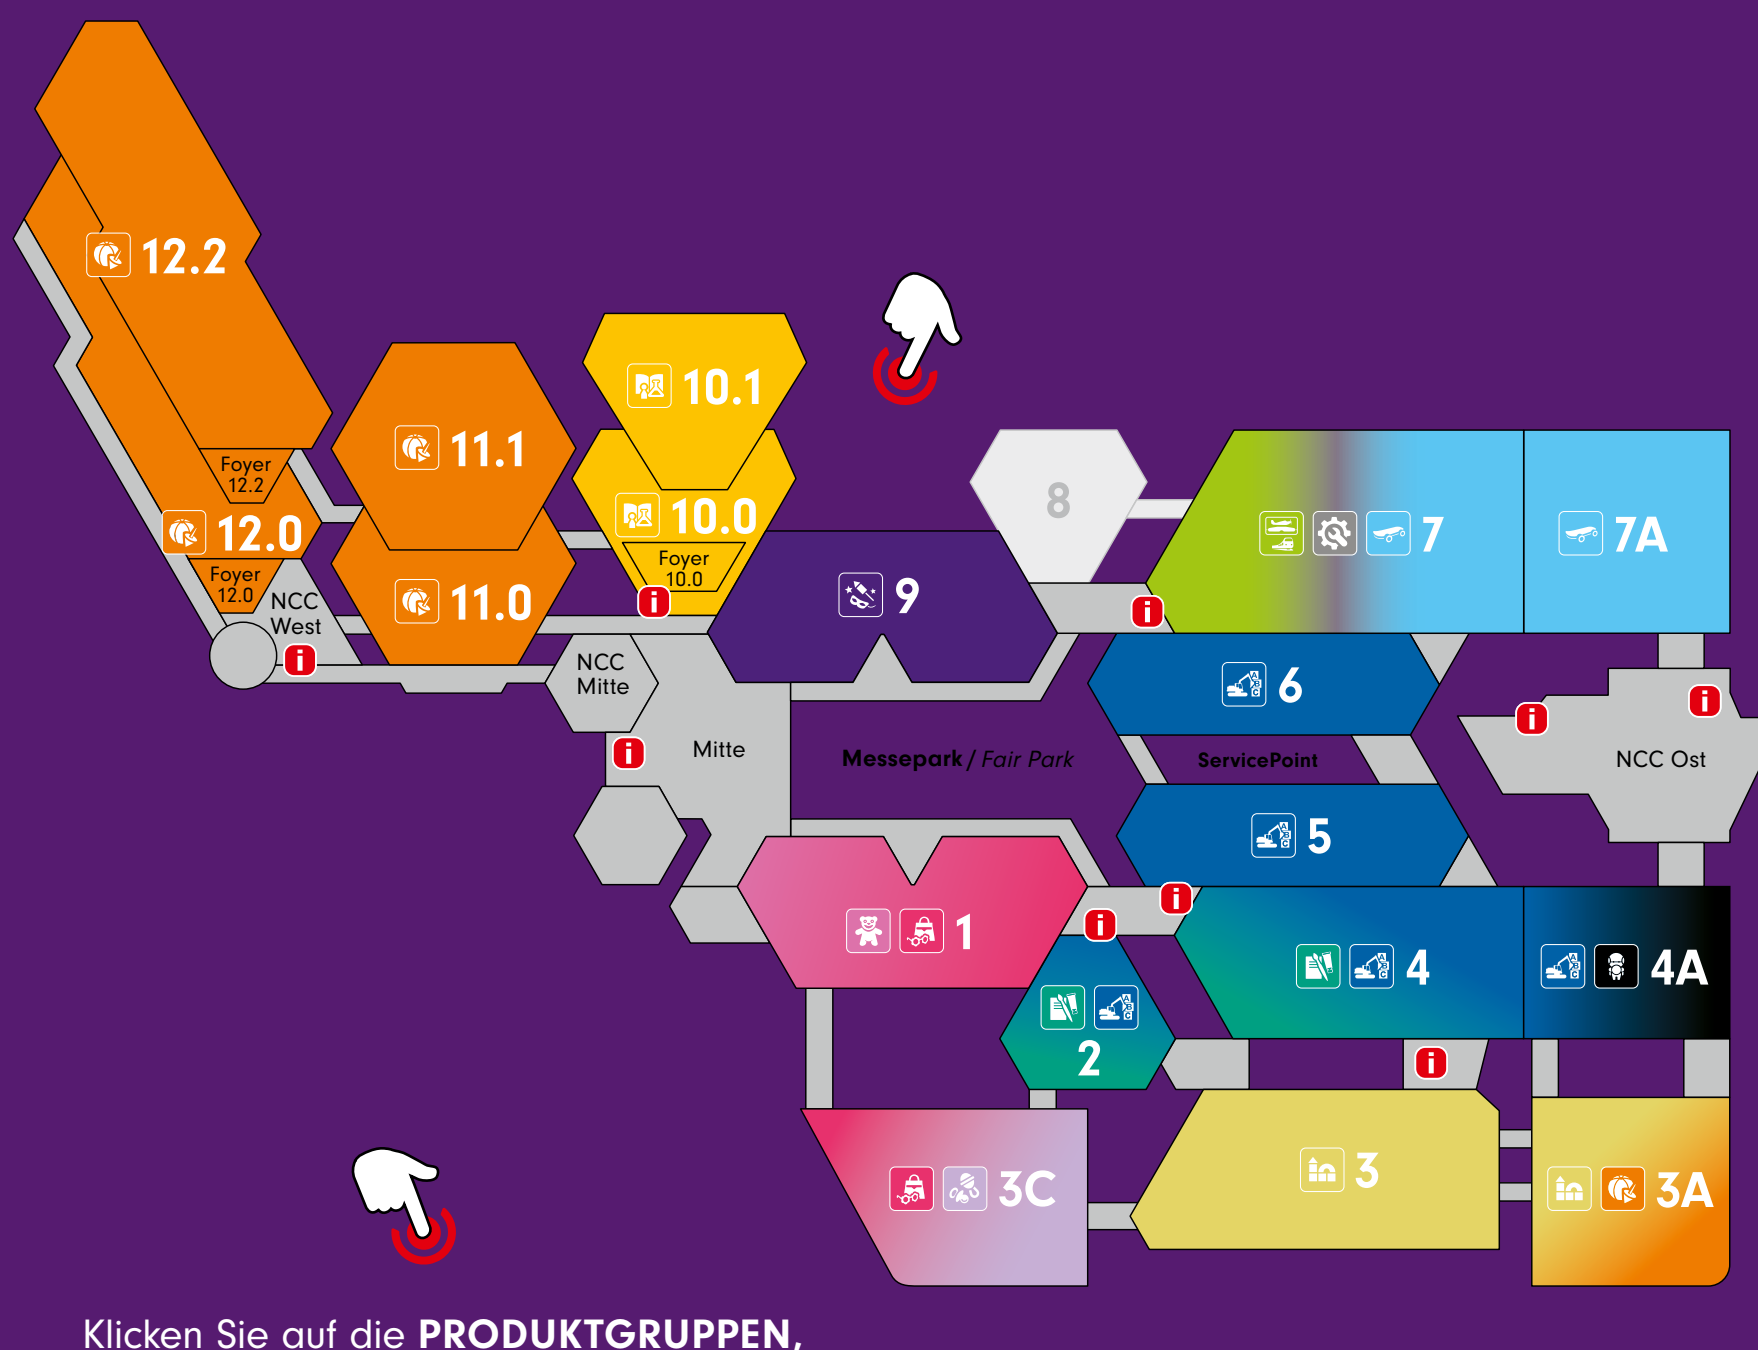 12.2
10.1
11.1
Foyer
12.2
8
10.0
12.0
7
7A
Foyer
10.0
Foyer
12.0
NCC
West
11.0
9
i
i
i
NCC
Mitte
6
i
i
i
Mitte
Messepark / Fair Park
ServicePoint
NCC Ost
5
i
i
1
4
4A
2
i
3C
3
3A
Klicken Sie auf die PRODUKTGRUPPEN,